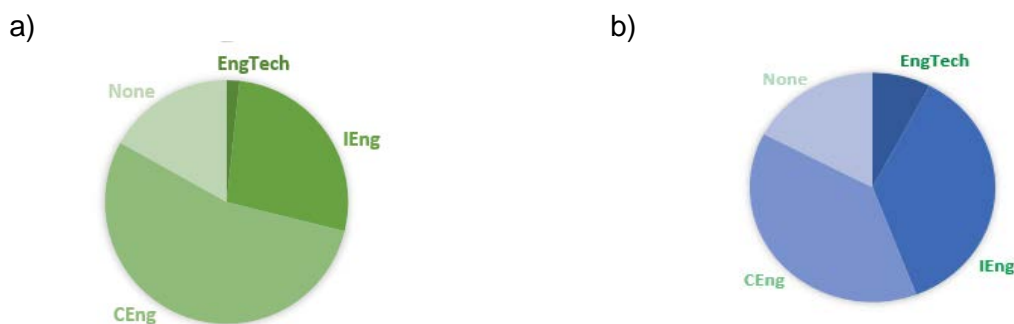 a)
b)
EngTech
None
IEng
CEng
EngTech
None
IEng
CEng